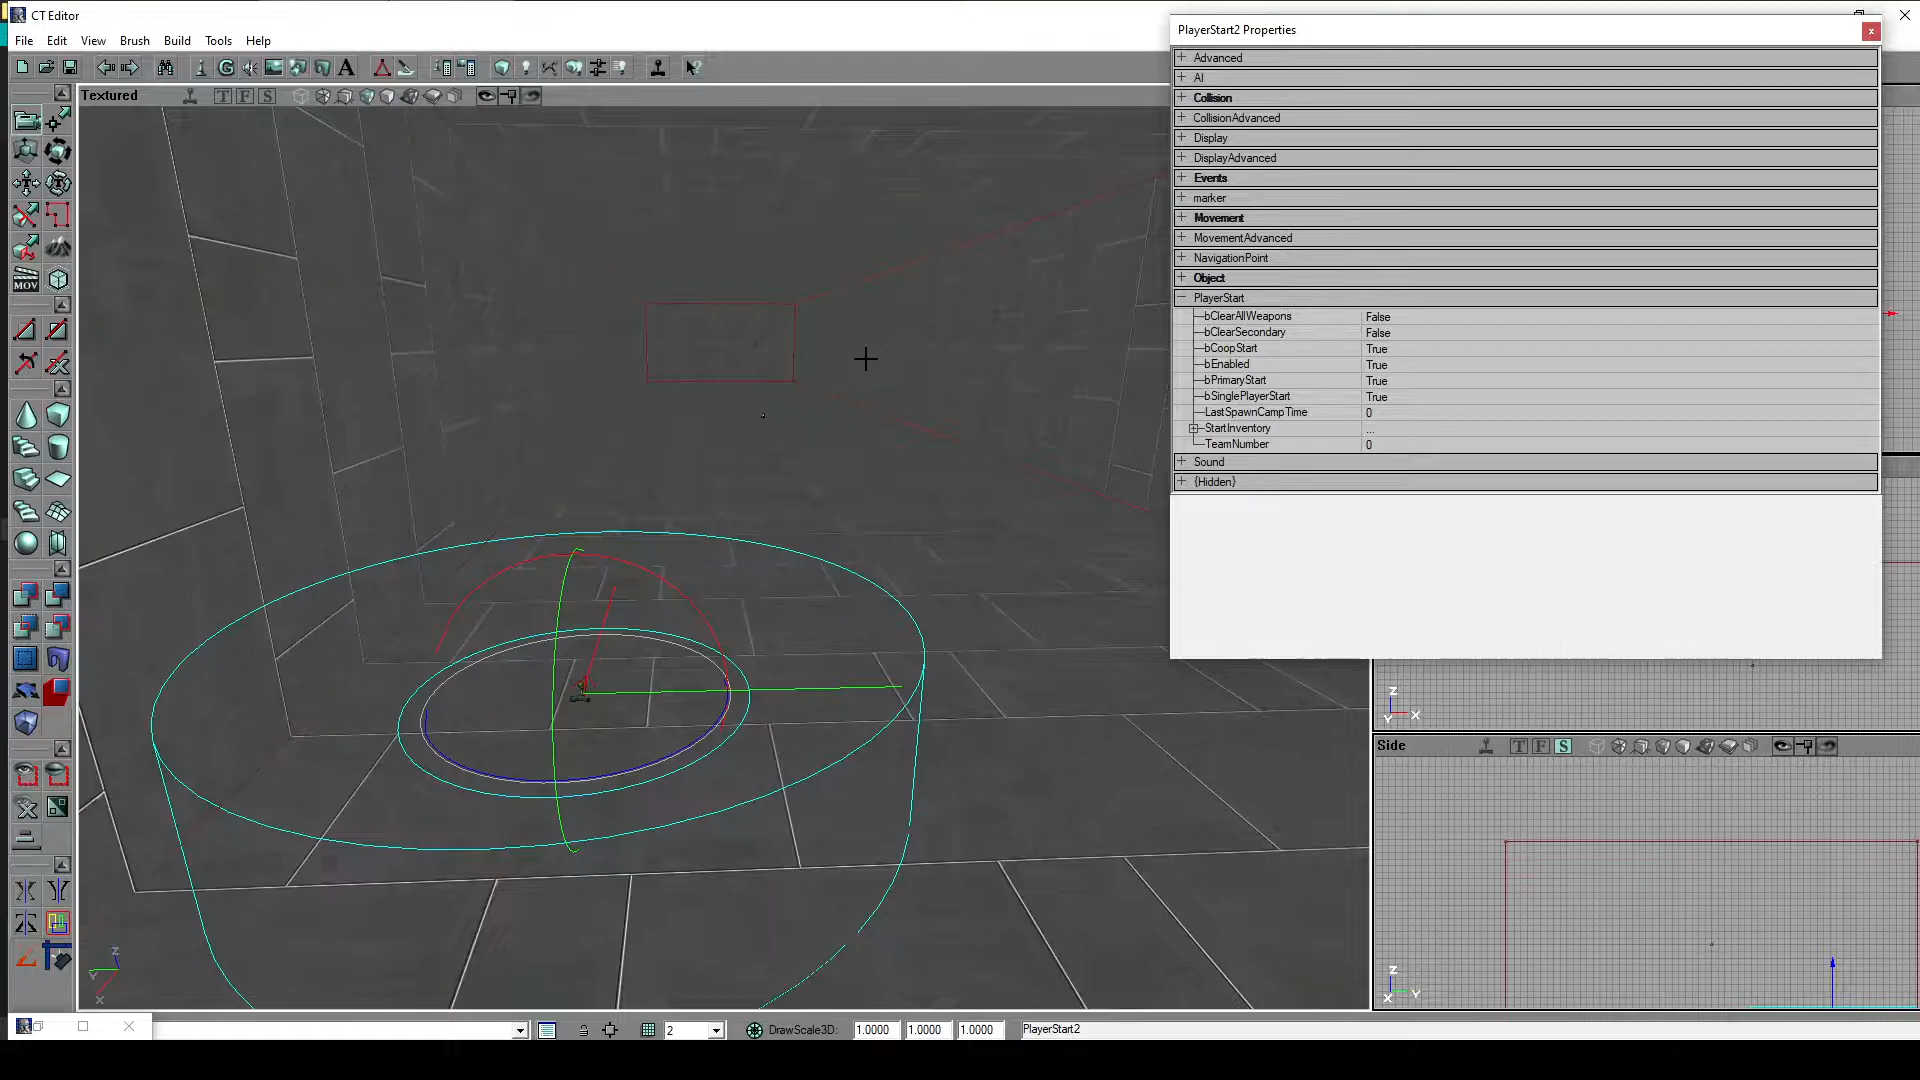 CT Editor
File Edit View Brush Build Tools Help
Textured
T F S
MOV
PlayerStart2 Properties
Advanced
AI
Collision
CollisionAdvanced
Display
DisplayAdvanced
Events
marker
Movement
MovementAdvanced
NavigationPoint
Object
PlayerStart
bClearAllWeapons False
bClearSecondary False
bCoopStart True
bEnabled True
bPrimaryStart True
bSinglePlayerStart True
LastSpawnCampTime 0
StartInventory ...
TeamNumber 0
Sound
{Hidden}
Z
Y X
Side
T F S
Z
X Y
Z
Y
X
2
DrawScale3D: 1.0000 1.0000 1.0000
PlayerStart2